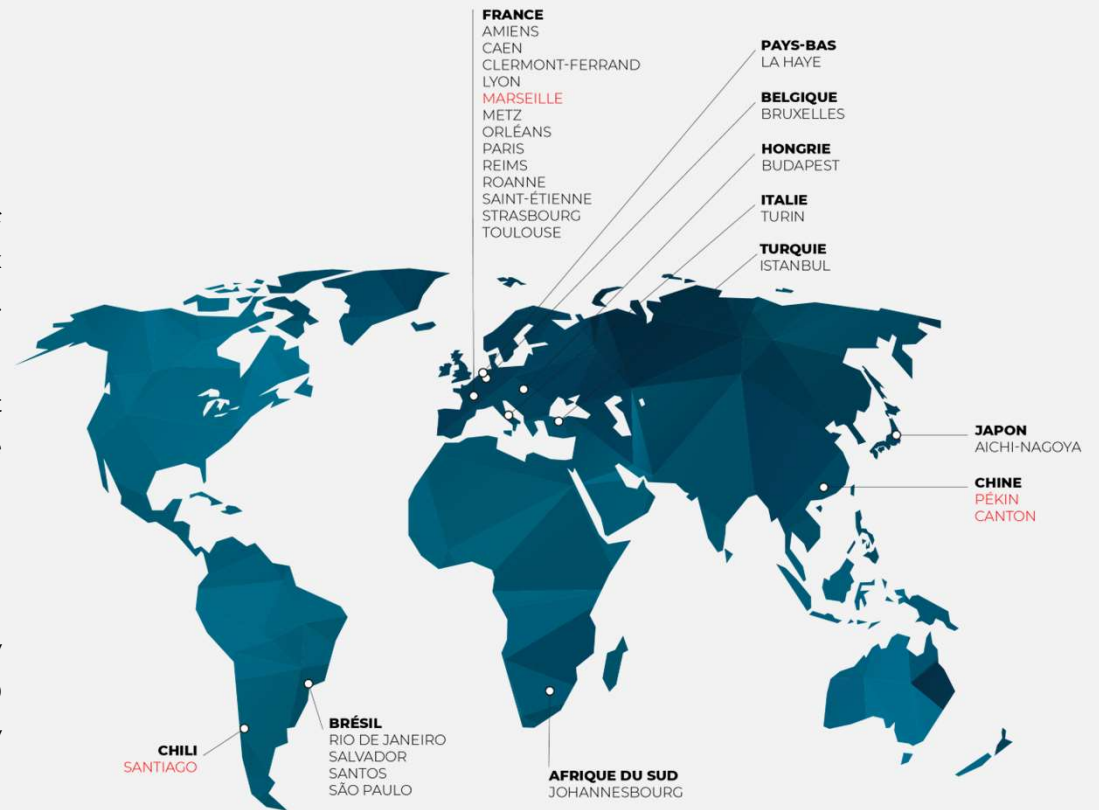 FRANCE
AMIENS
CAEN
CLERMONT-FERRAND
LYON
MARSEILLE
METZ
ORLÉANS
PARIS
REIMS
ROANNE
SAINT-ÉTIENNE
STRASBOURG
TOULOUSE
PAYS-BAS
LA HAYE
BELGIQUE
BRUXELLES
HONGRIE
BUDAPEST
ITALIE
TURIN
TURQUIE
ISTANBUL
JAPON
AICHI-NAGOYA
CHINE
PÉKIN
CANTON
BRÉSIL
RIO DE JANEIRO
SALVADOR
SANTOS
SÃO PAULO
CHILI
SANTIAGO
AFRIQUE DU SUD
JOHANNESBOURG